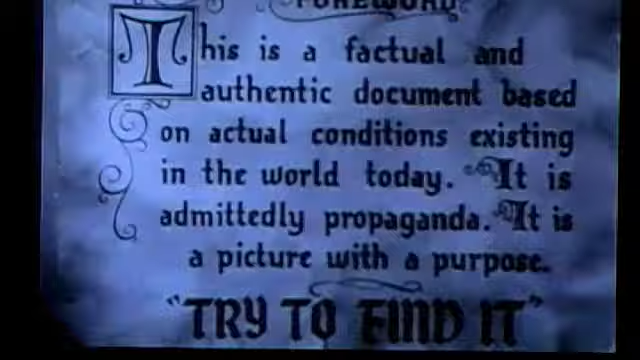 FOREWORD
This is a factual and
authentic document based
on actual conditions existing
in the world today. It is
admittedly propaganda. It is
a picture with a purpose.
"TRY TO FIND IT"